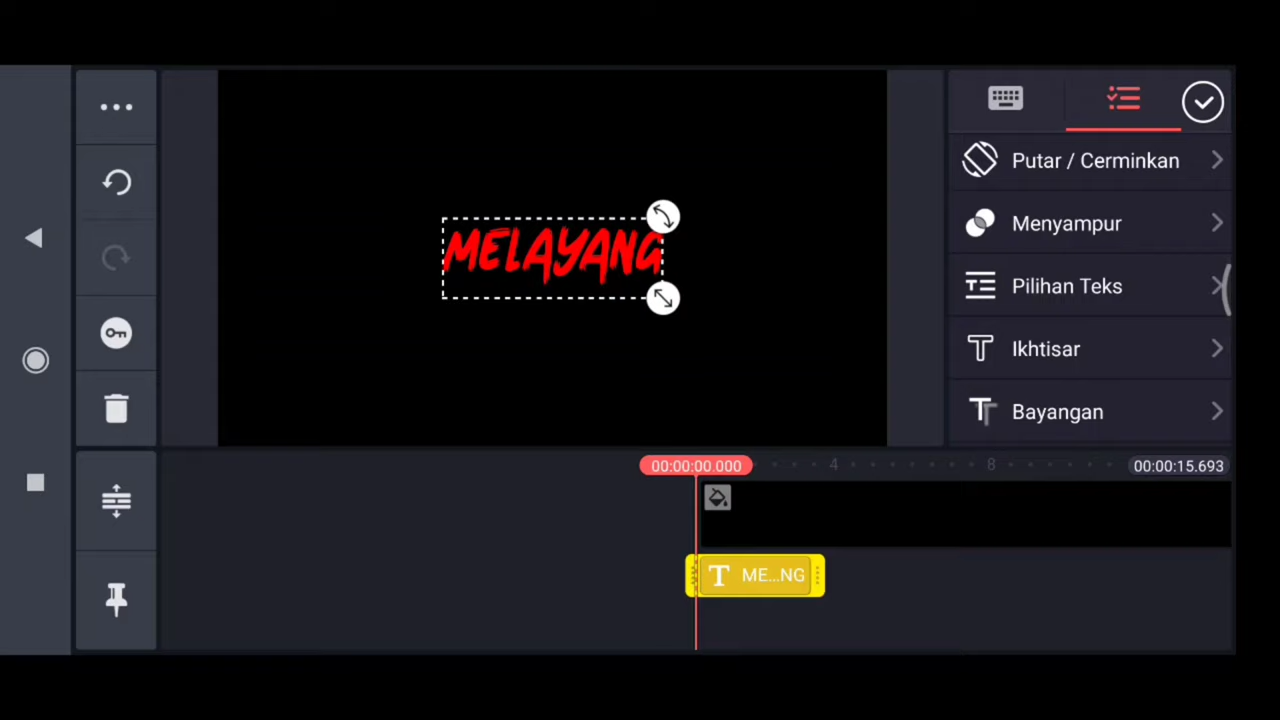 Putar / Cerminkan
Menyampur
Pilihan Teks
Ikhtisar
Bayangan
MELAYANG
00:00:00.000
4
8
00:00:15.693
T ME...NG